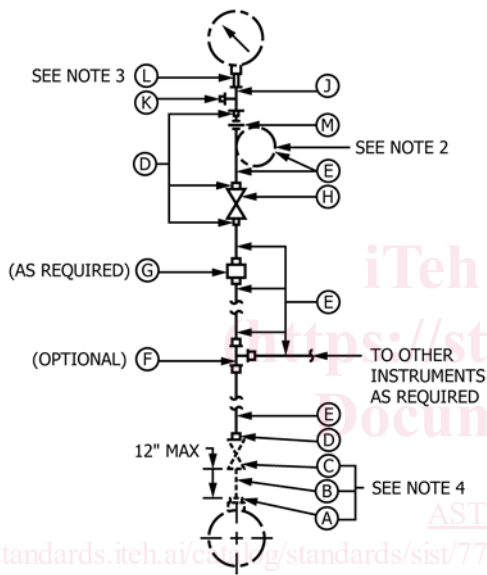 SEE NOTE 3 L
J
K
M
SEE NOTE 2
D
E
H
(AS REQUIRED) G
E
(OPTIONAL) F
TO OTHER
INSTRUMENTS
AS REQUIRED
E
D
12" MAX
C
B
SEE NOTE 4
A
iTeh
(https://st
Docum
AST
standards.iteh.ai/catalog/standards/sist/77